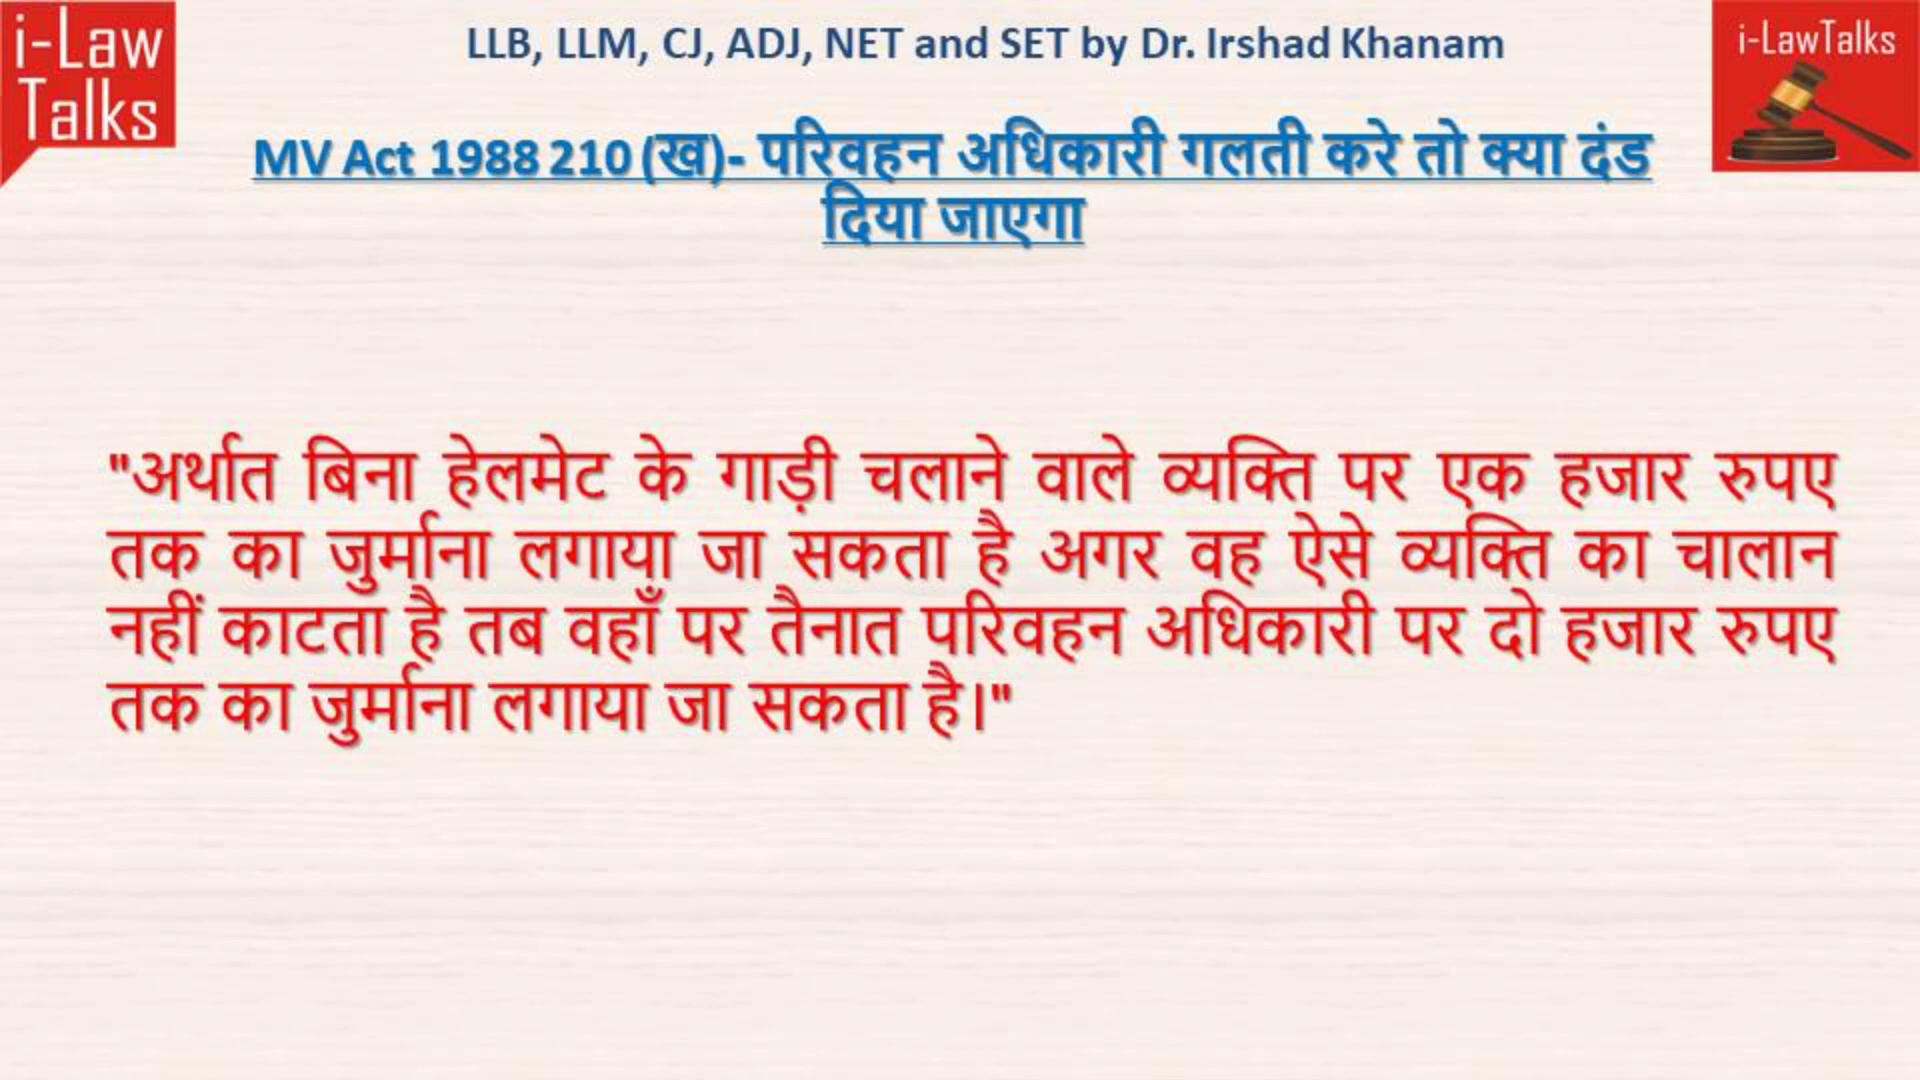 i-Law
Talks
LLB, LLM, CJ, ADJ, NET and SET by Dr. Irshad Khanam
i-LawTalks
MV Act 1988 210 (ख)- परिवहन अधिकारी गलती करे तो क्या दंड
दिया जाएगा
"अर्थात बिना हेलमेट के गाड़ी चलाने वाले व्यक्ति पर एक हजार रुपए
तक का जुर्माना लगाया जा सकता है अगर वह ऐसे व्यक्ति का चालान
नहीं काटता है तब वहाँ पर तैनात परिवहन अधिकारी पर दो हजार रुपए
तक का जुर्माना लगाया जा सकता है।"